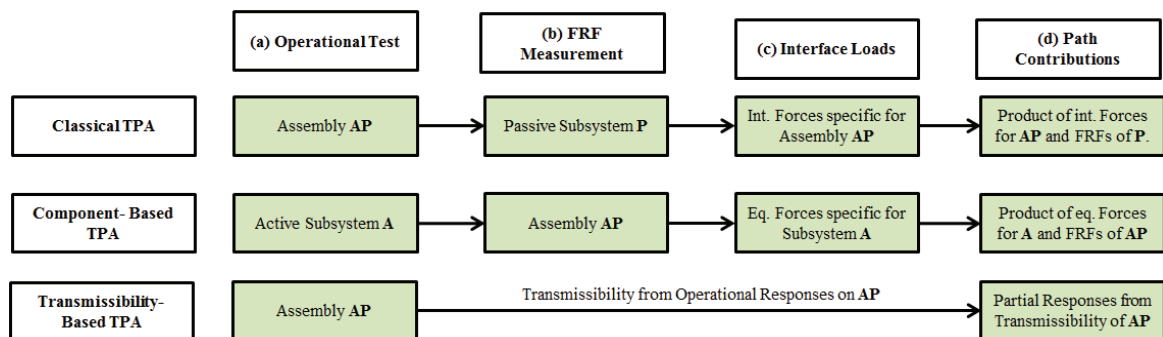 (a) Operational Test
(b) FRF
Measurement
(c) Interface Loads
(d) Path
Contributions
Classical TPA
Assembly AP
Passive Subsystem P
Int. Forces specific for
Assembly AP
Product of int. Forces
for AP and FRFs of P.
Component- Based
TPA
Active Subsystem A
Assembly AP
Eq. Forces specific for
Subsystem A
Product of eq. Forces
for A and FRFs of AP
Transmissibility-
Based TPA
Assembly AP
Transmissibility from Operational Responses on AP
Partial Responses from
Transmissibility of AP